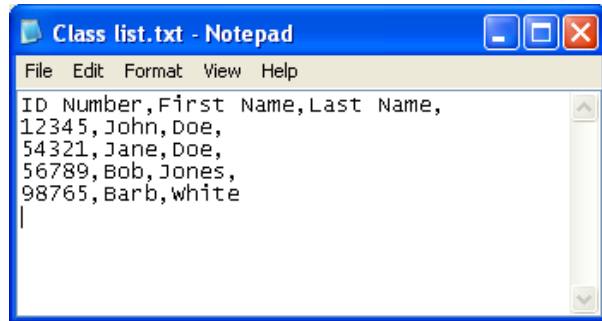 Class list.txt - Notepad
File Edit Format View Help
ID Number,First Name,Last Name,
12345,John,Doe,
54321,Jane,Doe,
56789,Bob,Jones,
98765,Barb,White